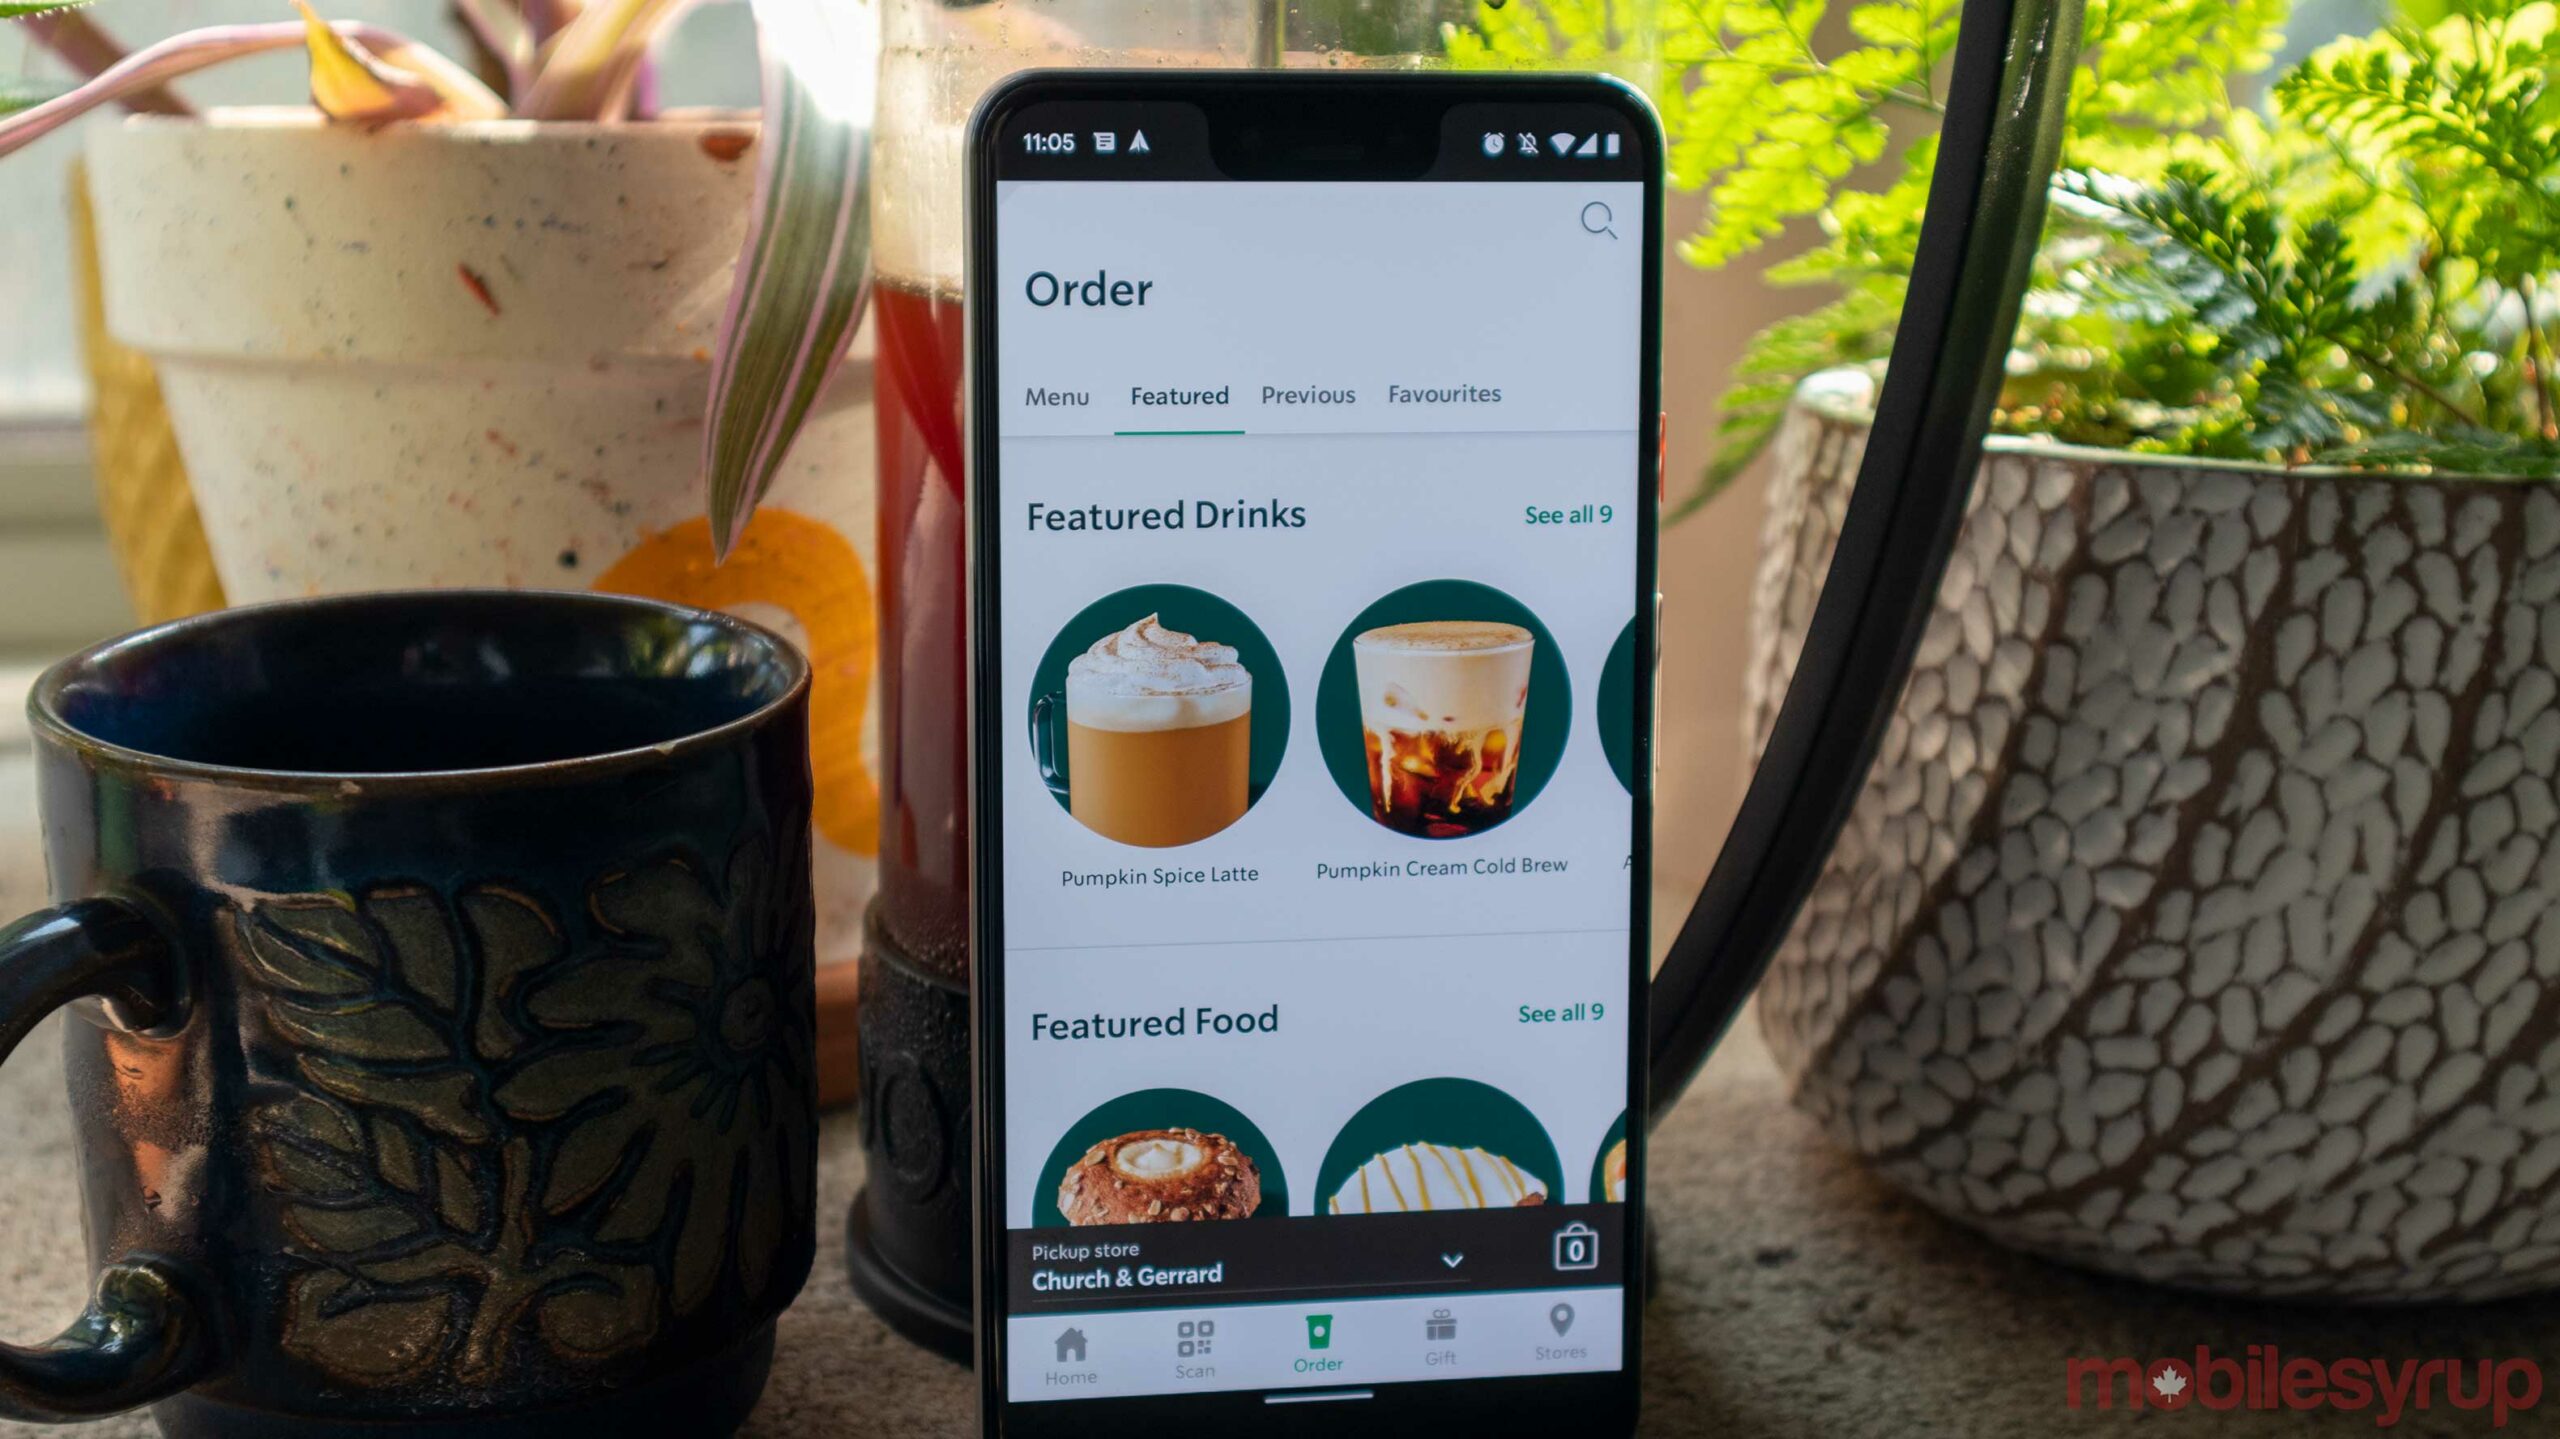 11:05
Order
Menu Featured Previous Favourites
Featured Drinks See all 9
Pumpkin Spice Latte Pumpkin Cream Cold Brew
Featured Food See all 9
Pickup store
Church & Gerrard
0
Home Scan Order Gift Stores
mobilesyrup